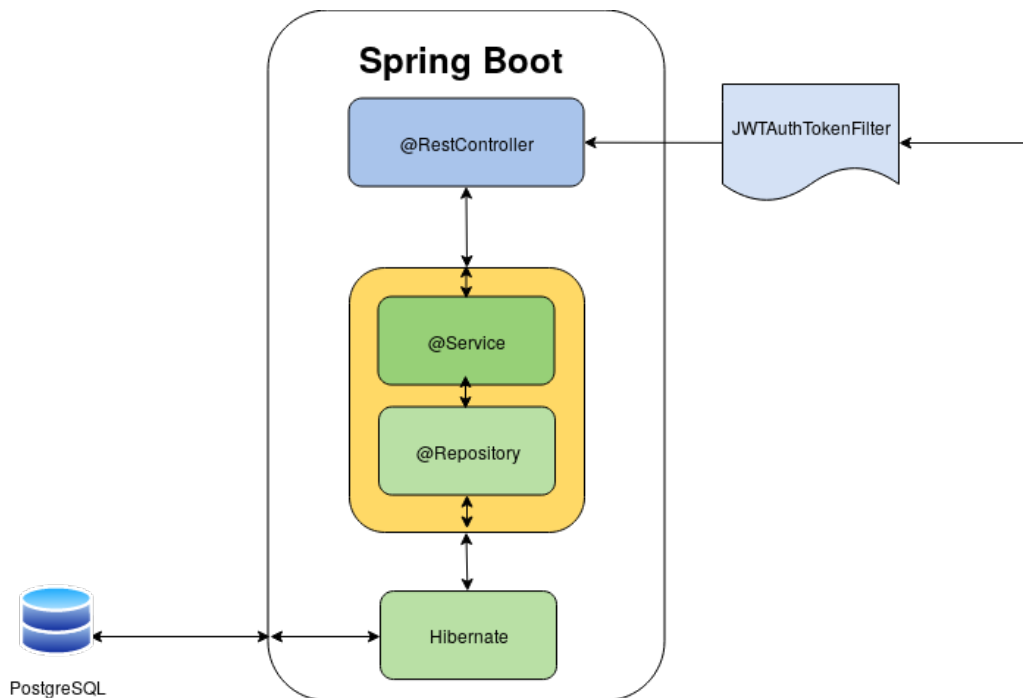 Spring Boot
@RestController
JWTAuthTokenFilter
@Service
@Repository
Hibernate
PostgreSQL